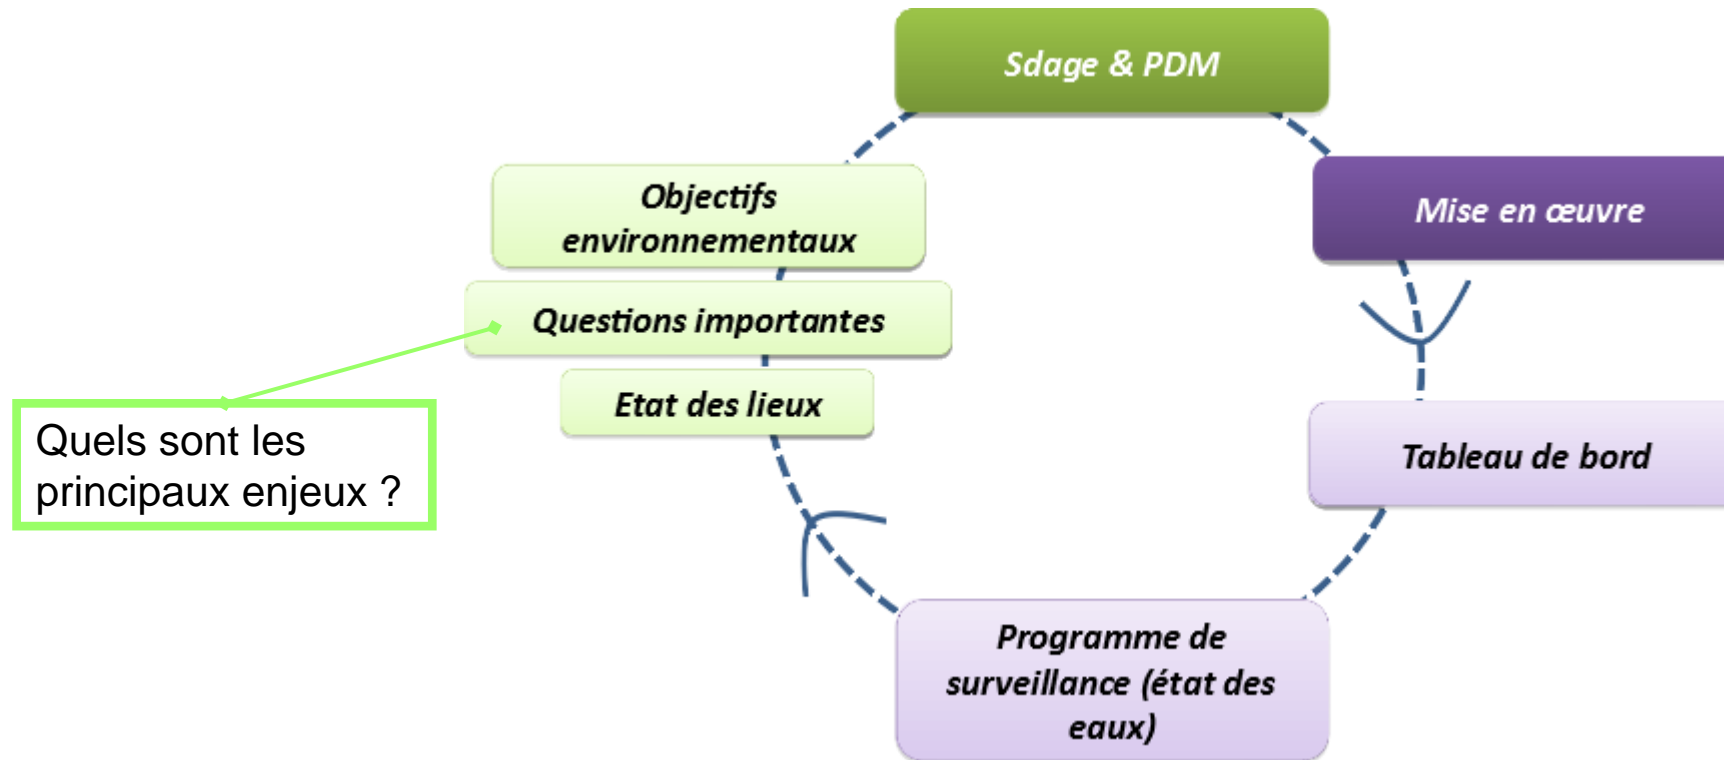 Sdage & PDM
Objectifs
environnementaux
Mise en œuvre
Questions importantes
Etat des lieux
Quels sont les
principaux enjeux ?
Tableau de bord
Programme de
surveillance (état des
eaux)